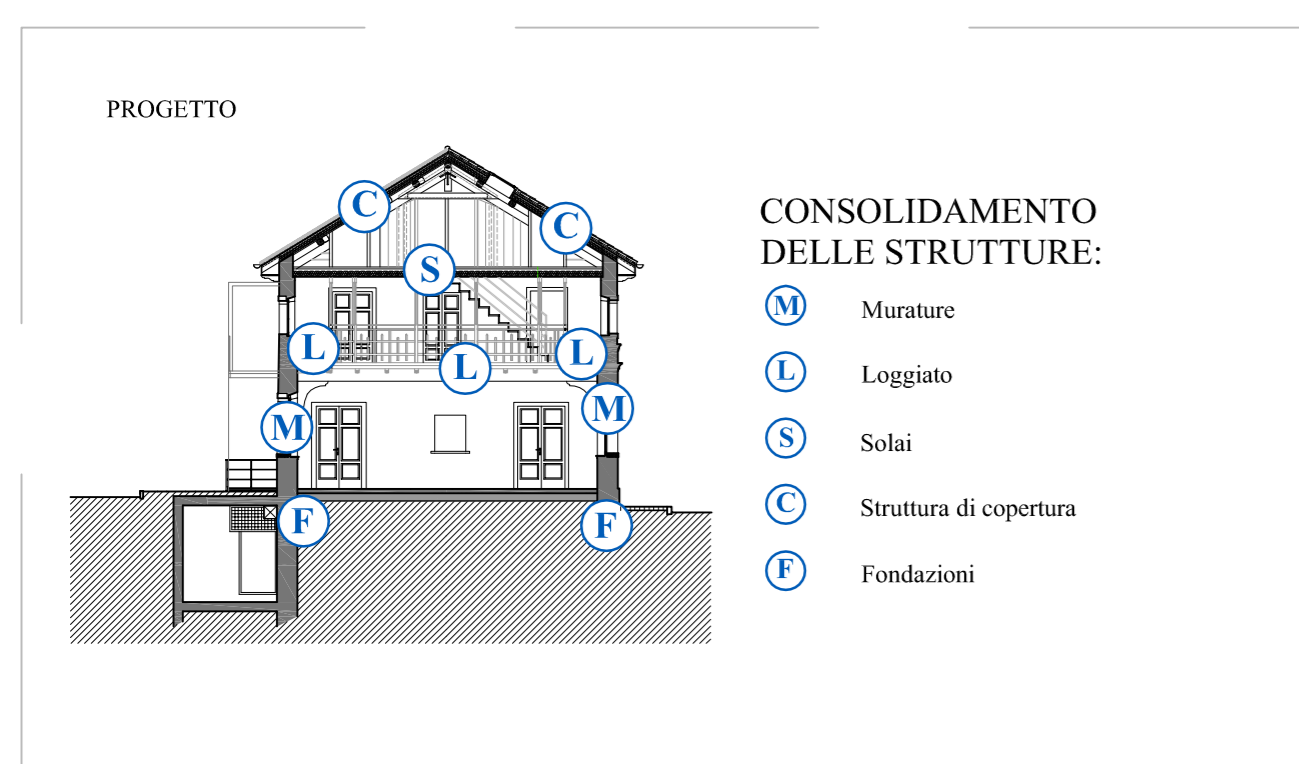 PROGETTO
C
C
S
L
L
L
M
M
F
F
CONSOLIDAMENTO
DELLE STRUTTURE:
M Murature
L Loggiato
S Solai
C Struttura di copertura
F Fondazioni